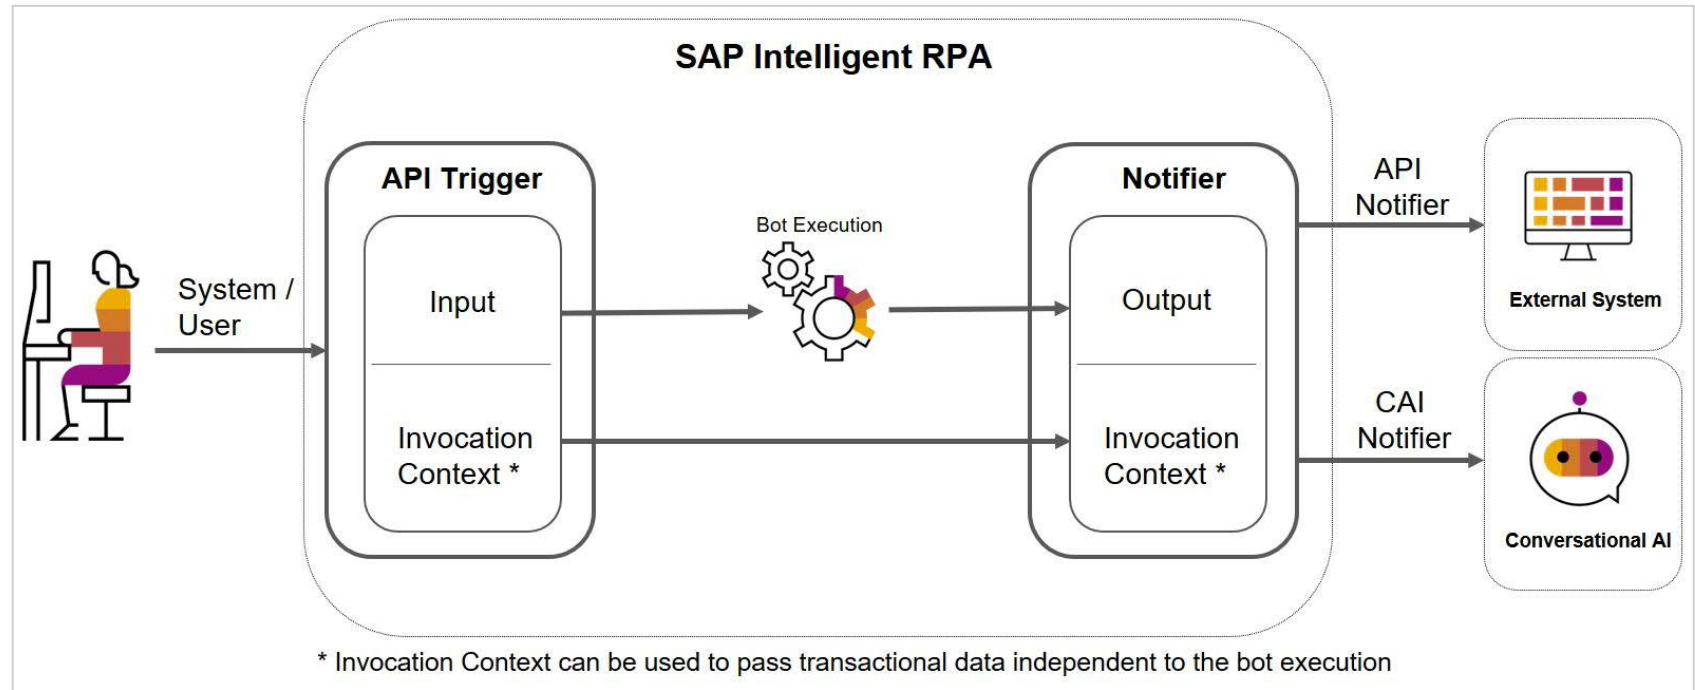 SAP Intelligent RPA
System /
User
API Trigger
Input
Invocation
Context *
Bot Execution
Notifier
Output
Invocation
Context *
API
Notifier
External System
CAI
Notifier
Conversational AI
* Invocation Context can be used to pass transactional data independent to the bot execution